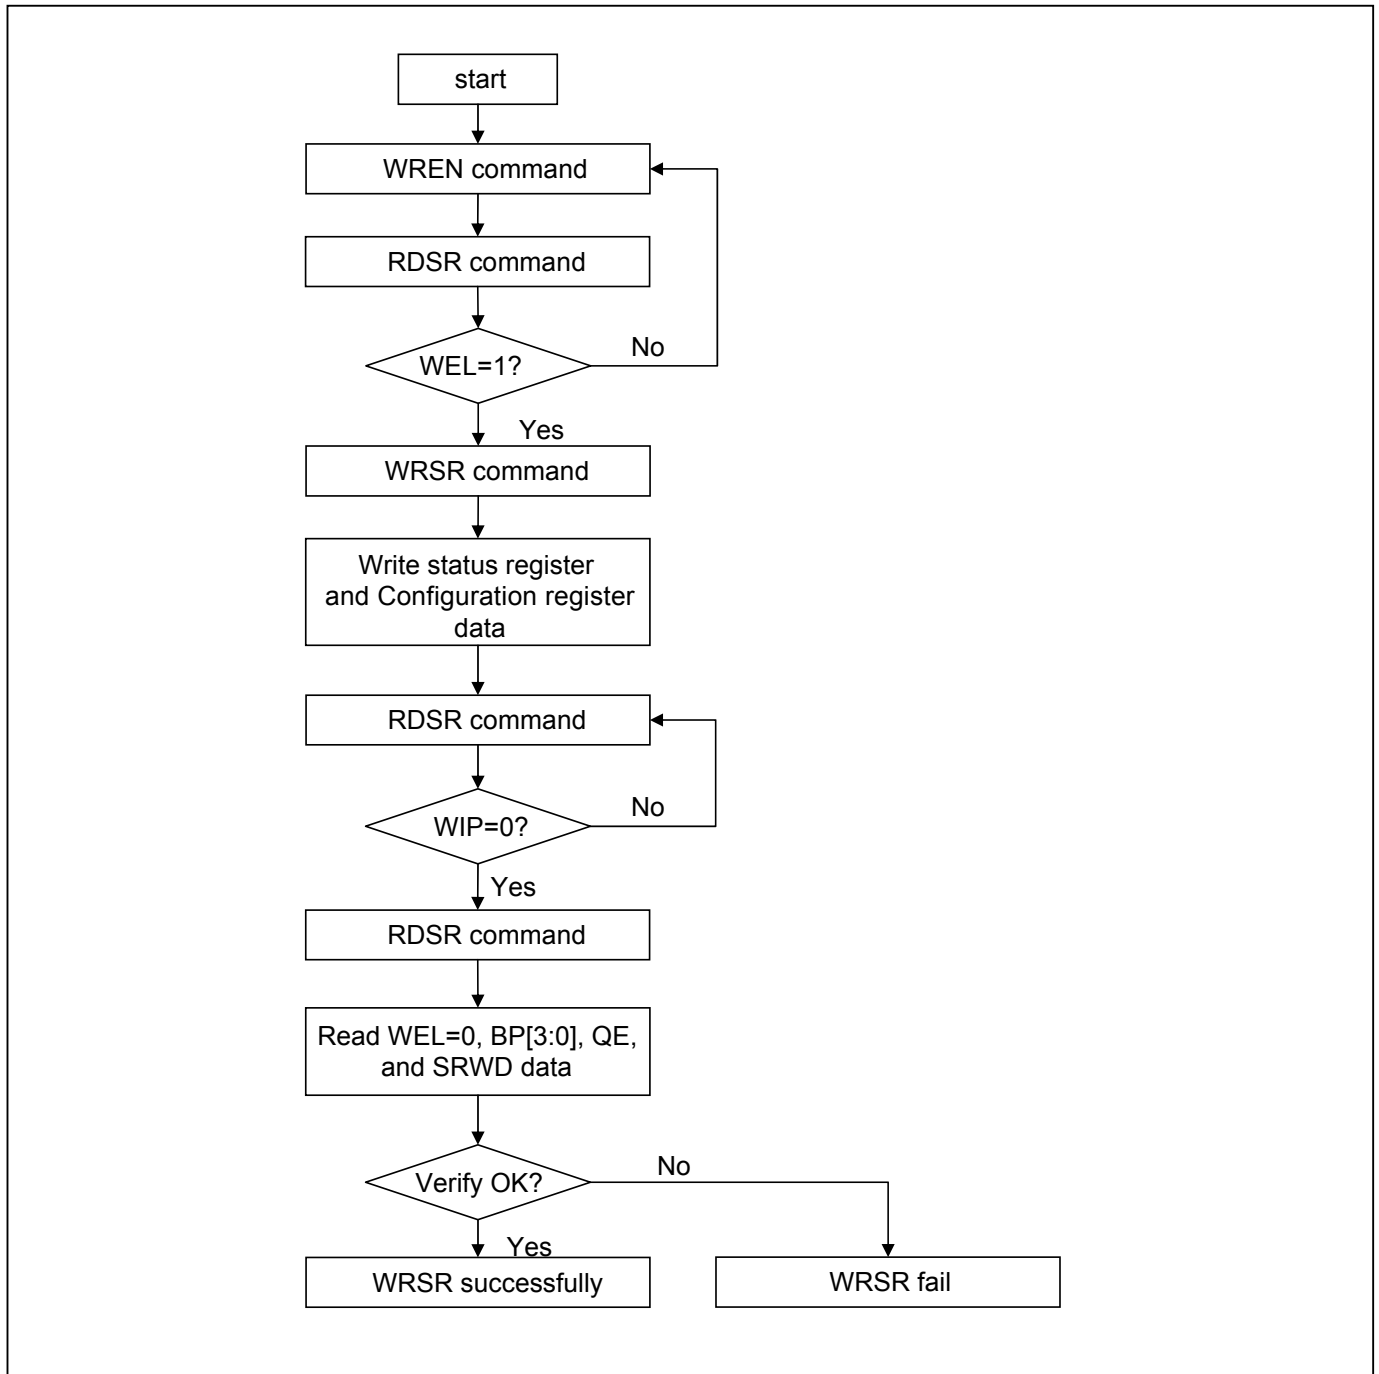 start
WREN command
RDSR command
WEL=1?
No
Yes
WRSR command
Write status register
and Configuration register
data
RDSR command
WIP=0?
No
Yes
RDSR command
Read WEL=0, BP[3:0], QE,
and SRWD data
Verify OK?
No
Yes
WRSR successfully
WRSR fail